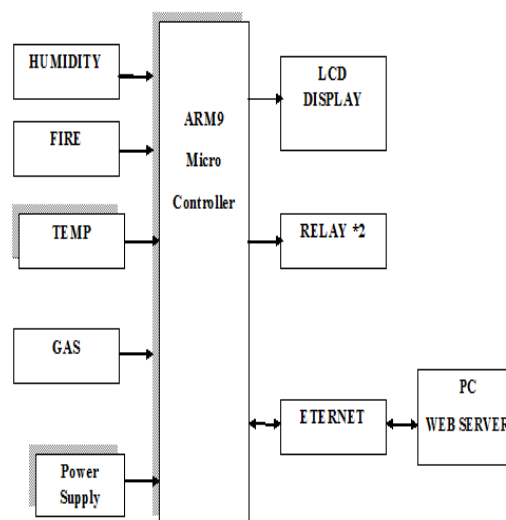 HUMIDITY
FIRE
TEMP
GAS
Power
Supply
ARM9
Micro
Controller
LCD
DISPLAY
RELAY *2
ETERNET
PC
WEB SERVER